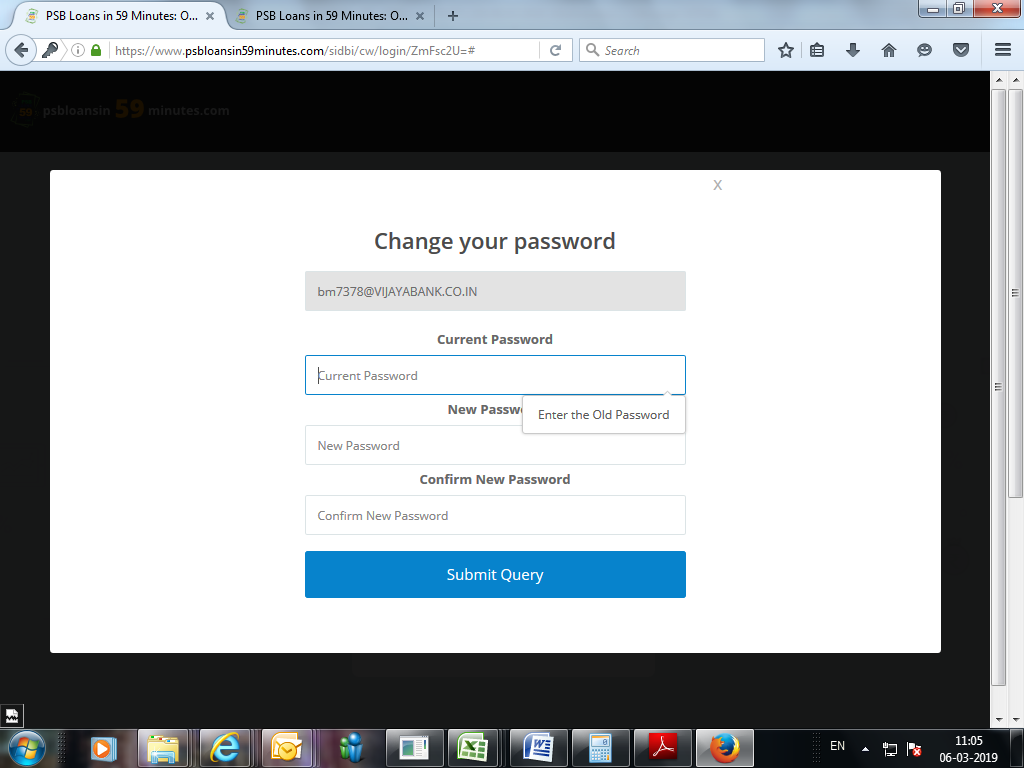 PSB Loans in 59 Minutes: O...
PSB Loans in 59 Minutes: O...
https://www.psbloansin59minutes.com/sidbi/cw/login/ZmFsc2U=#
Search
psbloansin 59 minutes.com
X
Change your password
bm7378@VIJAYABANK.CO.IN
Current Password
Current Password
Enter the Old Password
New Passw
New Password
Confirm New Password
Confirm New Password
Submit Query
EN
11:05
06-03-2019